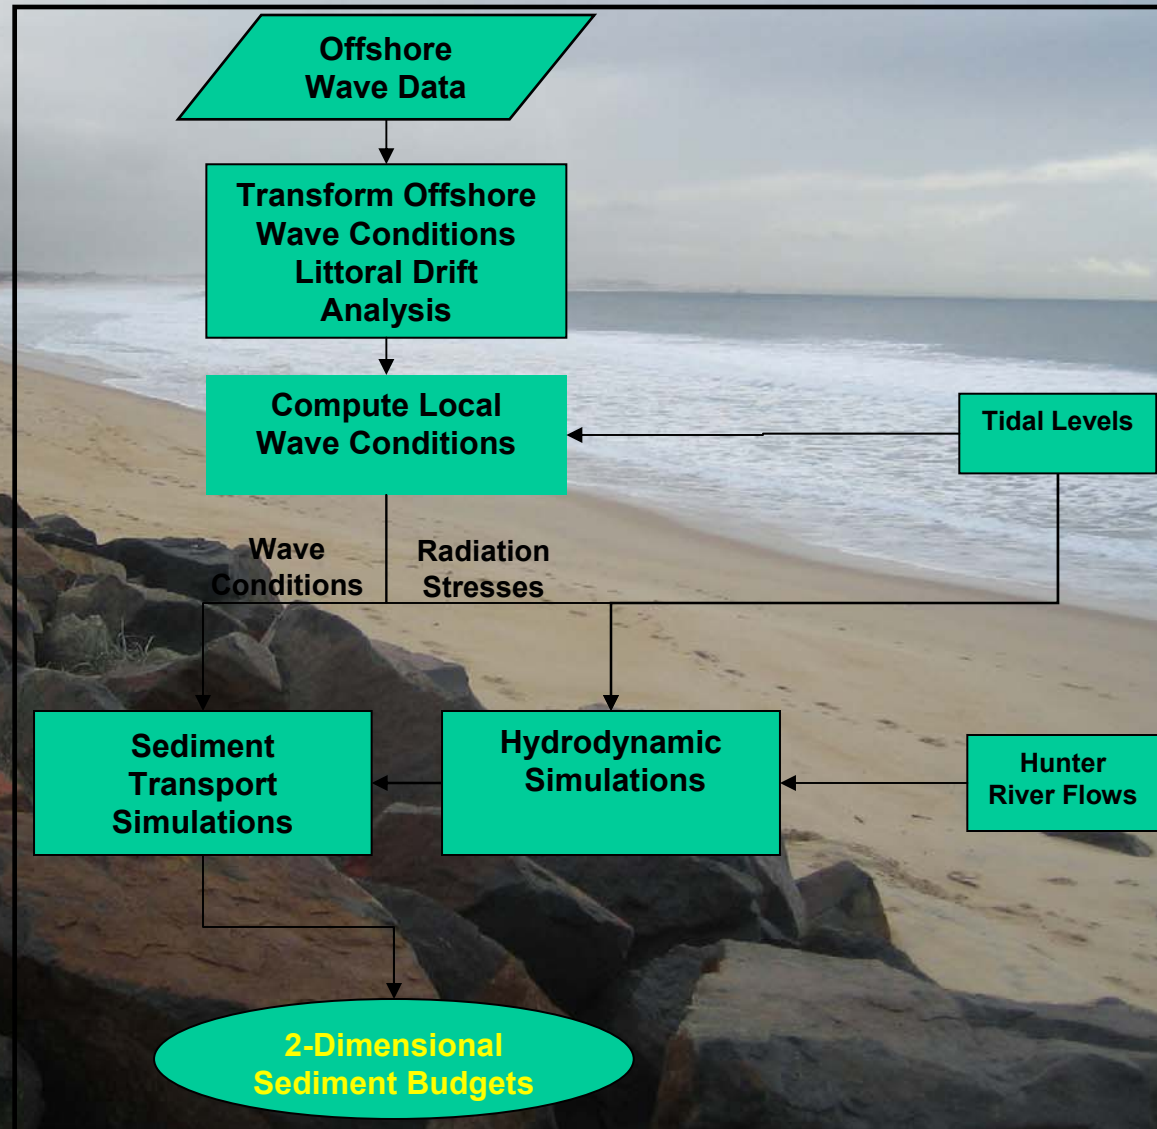 Offshore
Wave Data
Transform Offshore
Wave Conditions
Littoral Drift
Analysis
Compute Local
Wave Conditions
Tidal Levels
Wave
Conditions
Radiation
Stresses
Sediment
Transport
Simulations
Hydrodynamic
Simulations
Hunter
River Flows
2-Dimensional
Sediment Budgets